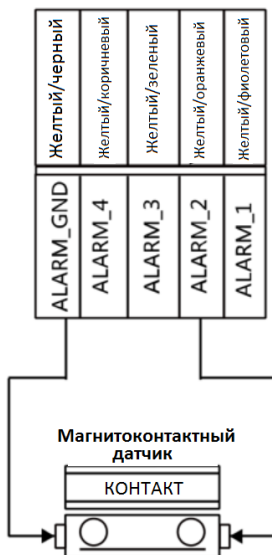 Желтый/черный
Желтый/коричневый
Желтый/зеленый
Желтый/оранжевый
Желтый/фиолетовый
ALARM_GND
ALARM_4
ALARM_3
ALARM_2
ALARM_1
Магнитоконтактный
датчик
КОНТАКТ